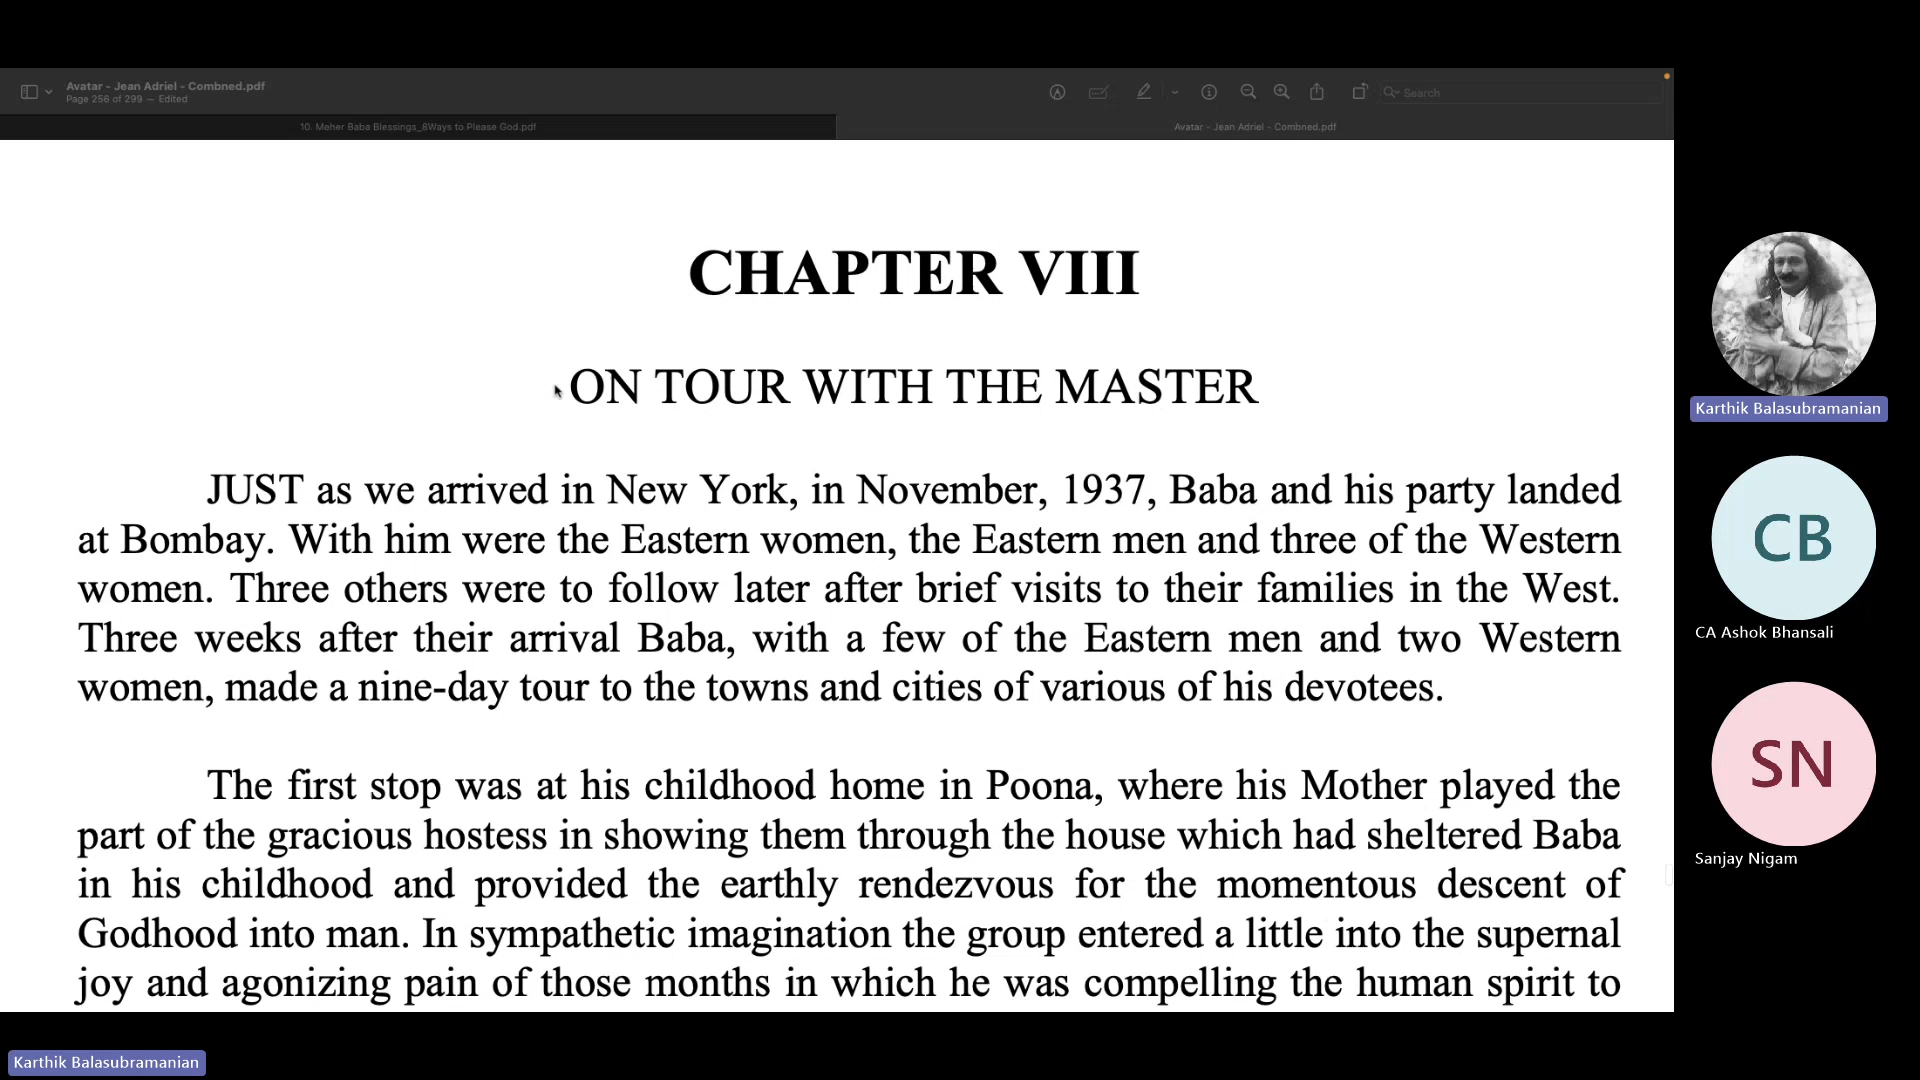 Avatar - Jean Adriel - Combned.pdf
Page 256 of 299 — Edited
Search
10. Meher Baba Blessings_8Ways to Please God.pdf
Avatar - Jean Adriel - Combned.pdf
CHAPTER VIII
ON TOUR WITH THE MASTER
JUST as we arrived in New York, in November, 1937, Baba and his party landed
at Bombay. With him were the Eastern women, the Eastern men and three of the Western
women. Three others were to follow later after brief visits to their families in the West.
Three weeks after their arrival Baba, with a few of the Eastern men and two Western
women, made a nine-day tour to the towns and cities of various of his devotees.
The first stop was at his childhood home in Poona, where his Mother played the
part of the gracious hostess in showing them through the house which had sheltered Baba
in his childhood and provided the earthly rendezvous for the momentous descent of
Godhood into man. In sympathetic imagination the group entered a little into the supernal
joy and agonizing pain of those months in which he was compelling the human spirit to
Karthik Balasubramanian
CB
CA Ashok Bhansali
SN
Sanjay Nigam
Karthik Balasubramanian